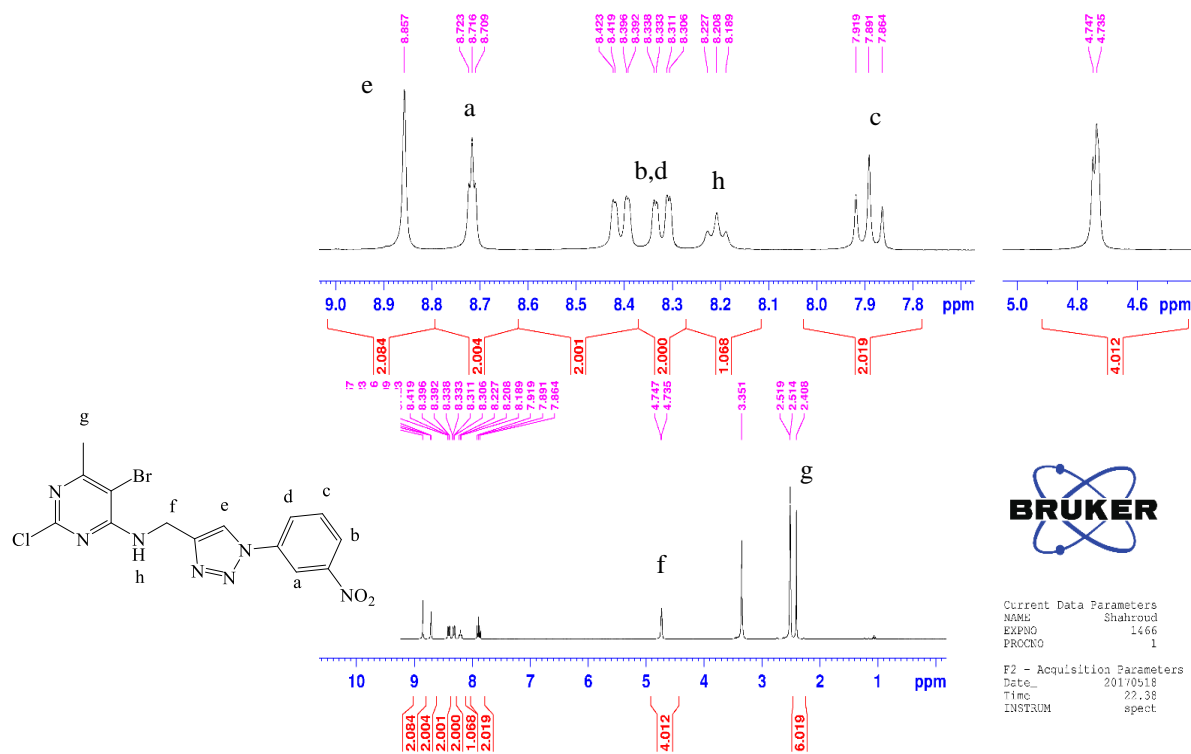 8.857
8.723
8.716
8.709
8.423
8.419
8.396
8.392
8.338
8.333
8.311
8.306
8.227
8.208
8.189
7.919
7.891
7.864
4.747
4.735
e
a
b,d
h
c
9.0 8.9 8.8 8.7 8.6 8.5 8.4 8.3 8.2 8.1 8.0 7.9 7.8 ppm
5.0 4.8 4.6 ppm
2.084
2.004
2.001
2.000
1.068
2.019
4.012
8.419
8.396
8.392
8.338
8.333
8.311
8.306
8.227
8.208
8.189
7.919
7.891
7.864
4.747
4.735
3.351
2.519
2.514
2.408
g
f
g
Br
N
f
e
d
c
Cl
N
N
H
h
N
N
N
b
a
NO2
10 9 8 7 6 5 4 3 2 1 ppm
2.084
2.004
2.001
2.000
1.068
2.019
4.012
6.019
BRUKER
Current Data Parameters
NAME Shahroud
EXPNO 1466
PROCNO 1
F2 - Acquisition Parameters
Date_ 20170518
Time 22.38
INSTRUM spect